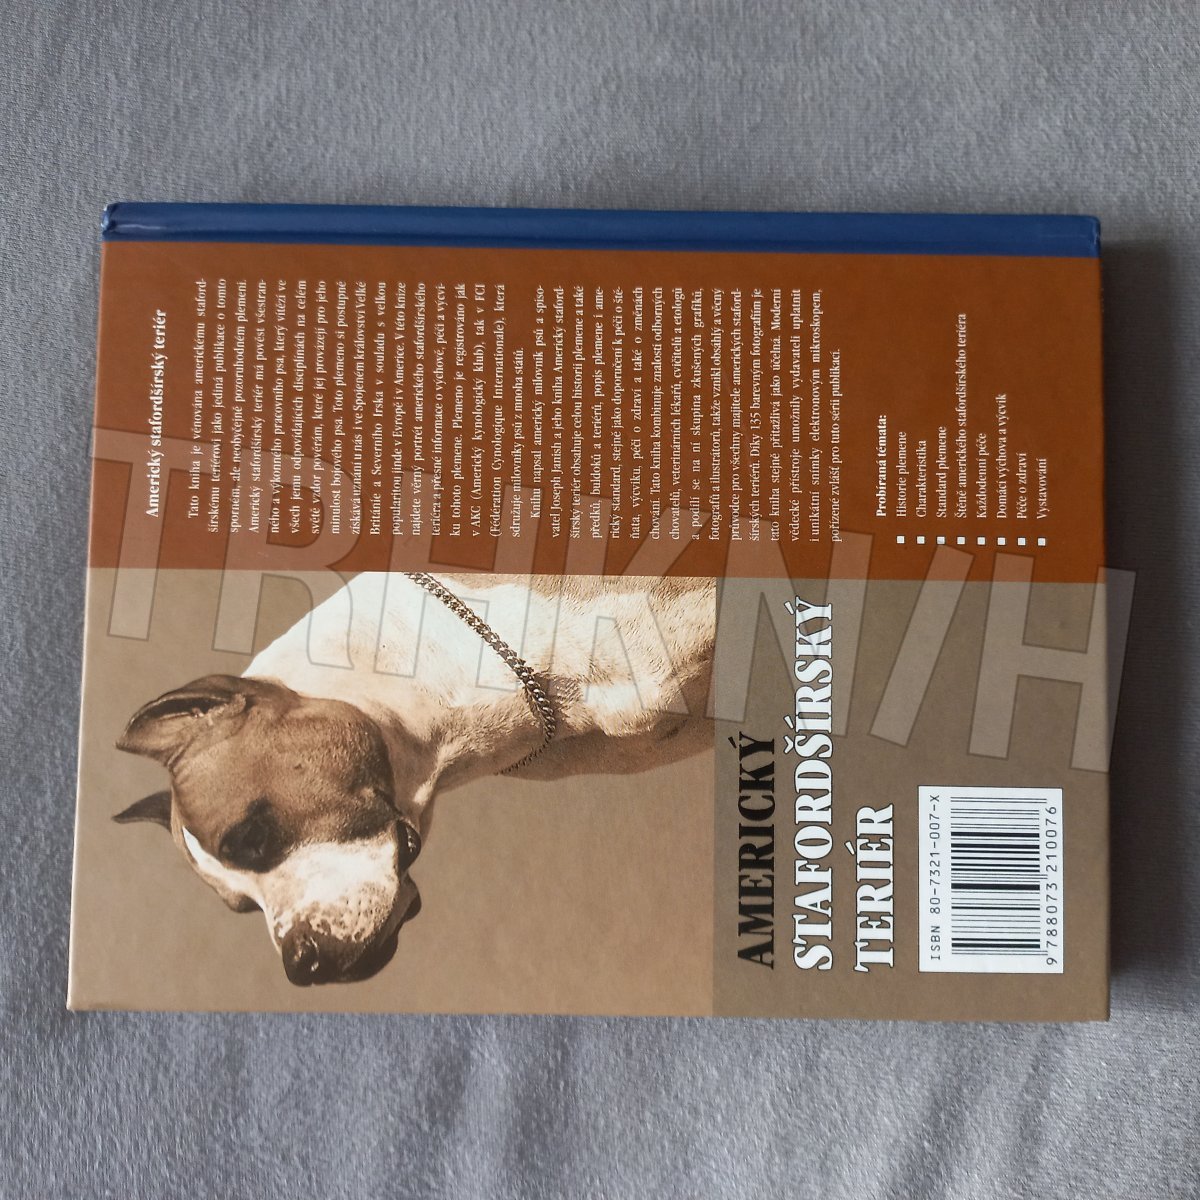 Americký stafordšírský teriér
Tato kniha je věnována americkému staford-
šírskému teriérovi jako jediná publikace o tomto
sportovním, ale neobyčejně pozoruhodném plemeni.
Americký stafordšírský teriér má pověst všestran-
ného a výkonného pracovního psa, který vítězí ve
všech jemu odpovídajících disciplínách na celém
světě vzdor pověrám, které jej provázejí pro jeho
minulost bojového psa. Toto plemeno si postupně
získává uznání u nás i ve Spojeném království Velké
Británie a Severního Irska v souladu s velkou
popularitou jinde v Evropě i v Americe. V této knize
najdete věrný portrét amerického stafordšírského
teriéra a přesné informace o výchově, péči a výcvi-
ku tohoto plemene. Plemeno je registrováno jak
v AKC (Americký kynologický klub), tak v FCI
(Féderation Cynologique Internationale), která
sdružuje milovníky psů z mnoha států.
Knihu napsal americký milovník psů a spiso-
vatel Joseph Janish a jeho kniha Americký staford-
šírský teriér obsahuje celou historii plemene a také
předků, buldoků a teriérů, popis plemene i ame-
rický standard, stejně jako doporučení k péči o ště-
ňata, výcviku, péči o zdraví a také o změnách
chování. Tato kniha kombinuje znalosti odborných
chovatelů, veterinárních lékařů, cvičitelů a etologů
a podílí se na ní skupina zkušených grafiků,
fotografů a ilustrátorů, takže vznikl obsáhlý a věcný
průvodce pro všechny majitele amerických staford-
šírských teriérů. Díky 135 barevným fotografiím je
tato kniha stejně přitažlivá jako účelná. Moderní
vědecké přístroje umožnily vydavateli uplatnit
i unikátní snímky elektronovým mikroskopem,
pořízené zvlášť pro tuto sérii publikací.
Probíraná témata:
Historie plemene
Charakteristika
Standard plemene
Štěně amerického stafordšírského teriéra
Každodenní péče
Domácí výchova a výcvik
Péče o zdraví
Vystavování
AMERICKÝ
STAFORDŠÍRSKÝ
TERIÉR
ISBN 80-7321-007-X
9 788073 210076
TRHKNIH